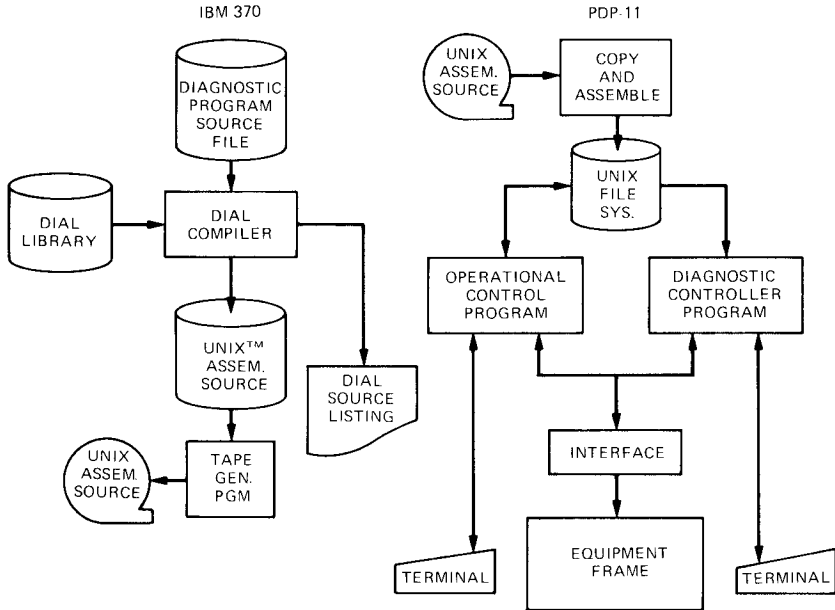 IBM 370
DIAGNOSTIC
PROGRAM
SOURCE
FILE
DIAL
LIBRARY
DIAL
COMPILER
UNIX™
ASSEM.
SOURCE
DIAL
SOURCE
LISTING
UNIX
ASSEM.
SOURCE
TAPE
GEN.
PGM
PDP-11
UNIX
ASSEM.
SOURCE
COPY
AND
ASSEMBLE
UNIX
FILE
SYS.
OPERATIONAL
CONTROL
PROGRAM
DIAGNOSTIC
CONTROLLER
PROGRAM
INTERFACE
EQUIPMENT
FRAME
TERMINAL
TERMINAL